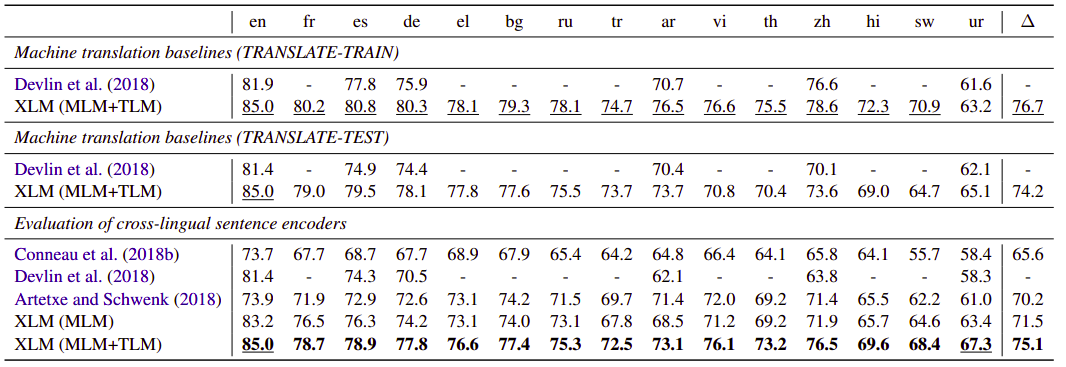 en fr es de el bg ru tr ar vi th zh hi sw ur Δ
Machine translation baselines (TRANSLATE-TRAIN)
Devlin et al. (2018) 81.9 - 77.8 75.9 - - - - 70.7 - - 76.6 - - 61.6 -
XLM (MLM+TLM) 85.0 80.2 80.8 80.3 78.1 79.3 78.1 74.7 76.5 76.6 75.5 78.6 72.3 70.9 63.2 76.7
Machine translation baselines (TRANSLATE-TEST)
Devlin et al. (2018) 81.4 - 74.9 74.4 - - - - 70.4 - - 70.1 - - 62.1 -
XLM (MLM+TLM) 85.0 79.0 79.5 78.1 77.8 77.6 75.5 73.7 73.7 70.8 70.4 73.6 69.0 64.7 65.1 74.2
Evaluation of cross-lingual sentence encoders
Conneau et al. (2018b) 73.7 67.7 68.7 67.7 68.9 67.9 65.4 64.2 64.8 66.4 64.1 65.8 64.1 55.7 58.4 65.6
Devlin et al. (2018) 81.4 - 74.3 70.5 - - - - 62.1 - - 63.8 - - 58.3 -
Artetxe and Schwenk (2018) 73.9 71.9 72.9 72.6 73.1 74.2 71.5 69.7 71.4 72.0 69.2 71.4 65.5 62.2 61.0 70.2
XLM (MLM) 83.2 76.5 76.3 74.2 73.1 74.0 73.1 67.8 68.5 71.2 69.2 71.9 65.7 64.6 63.4 71.5
XLM (MLM+TLM) 85.0 78.7 78.9 77.8 76.6 77.4 75.3 72.5 73.1 76.1 73.2 76.5 69.6 68.4 67.3 75.1